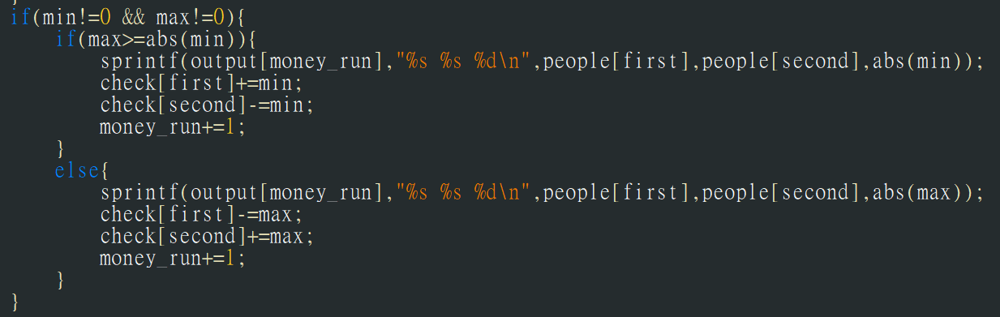 }
if(min!=0 && max!=0){
if(max>=abs(min)){
sprintf(output[money_run],"%s %s %d\n",people[first],people[second],abs(min));
check[first]+=min;
check[second]-=min;
money_run+=1;
}
else{
sprintf(output[money_run],"%s %s %d\n",people[first],people[second],abs(max));
check[first]-=max;
check[second]+=max;
money_run+=1;
}
}